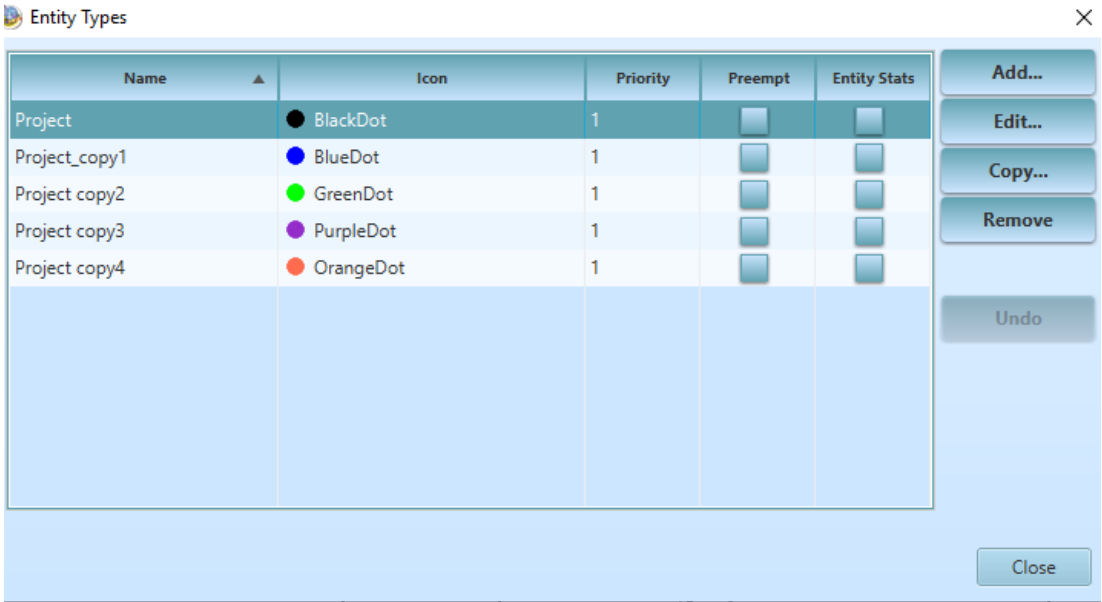 Entity Types
Name Icon Priority Preempt Entity Stats
Project BlackDot 1
Project_copy1 BlueDot 1
Project copy2 GreenDot 1
Project copy3 PurpleDot 1
Project copy4 OrangeDot 1
Add...
Edit...
Copy...
Remove
Undo
Close